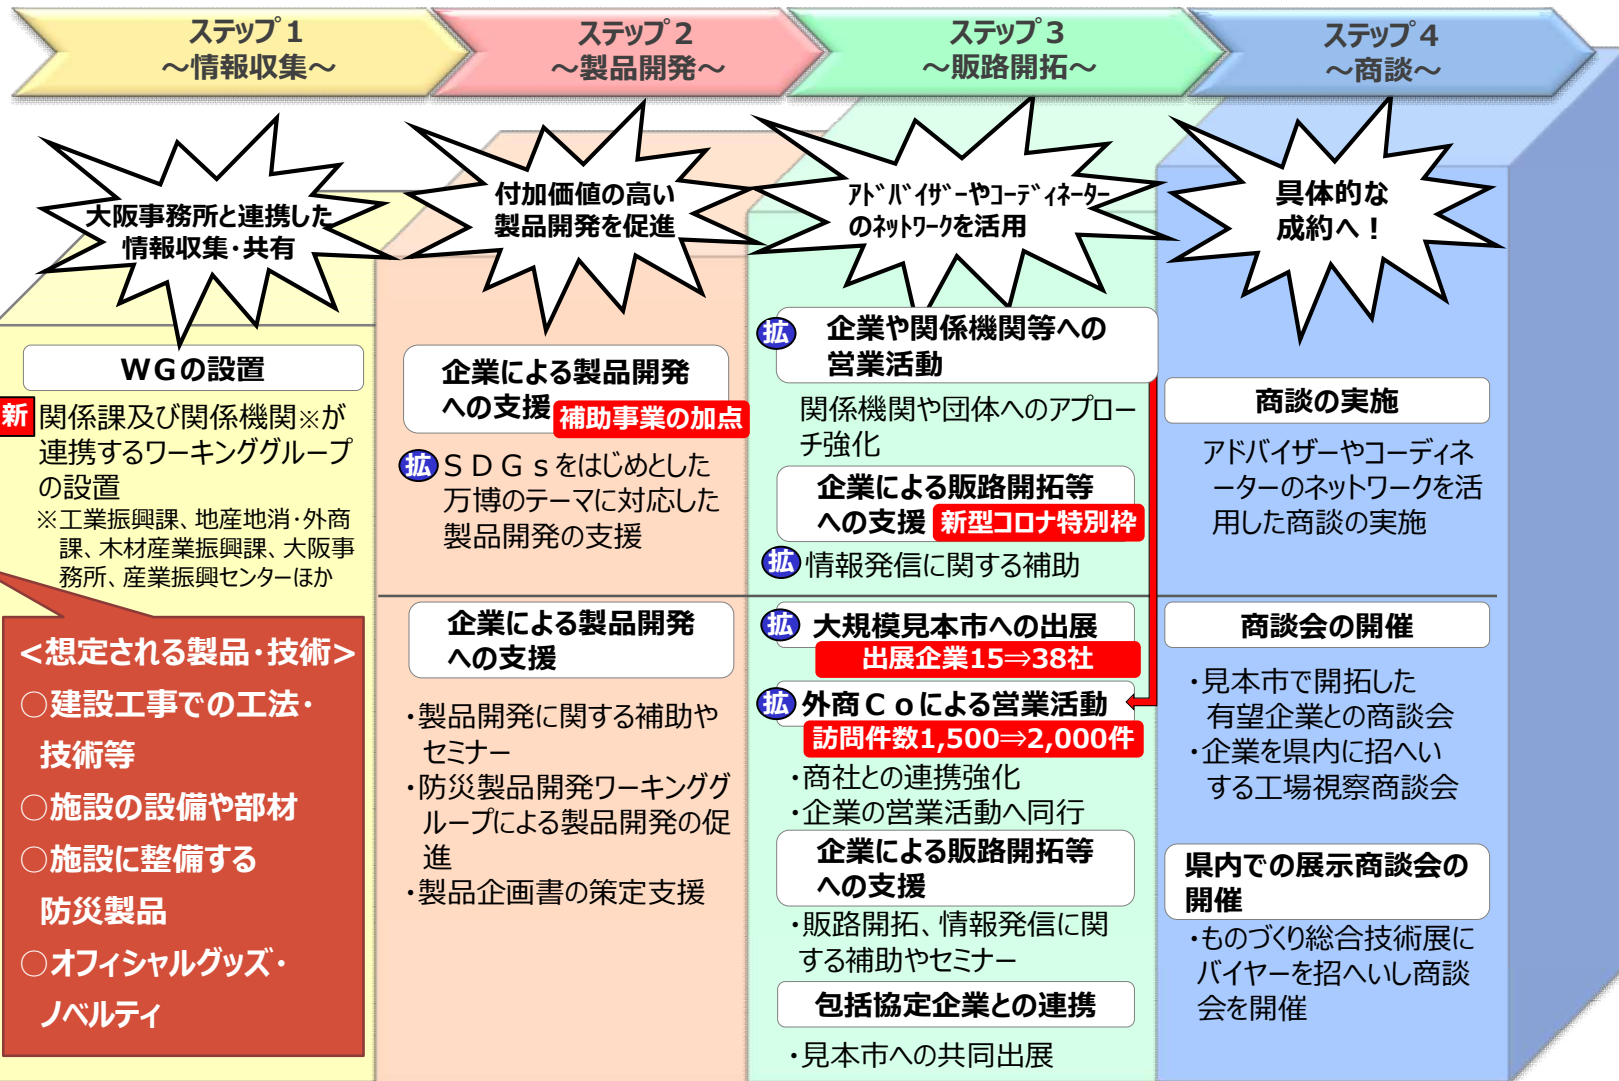 ステップ1
～情報収集～
ステップ2
～製品開発～
ステップ3
～販路開拓～
ステップ4
～商談～
大阪事務所と連携した
情報収集・共有
付加価値の高い
製品開発を促進
ｱﾄﾞﾊﾞｲｻﾞｰやｺｰﾃﾞｨﾈｰﾀｰ
のﾈｯﾄﾜｰｸを活用
具体的な
成約へ！
WGの設置
新 関係課及び関係機関※が
連携するワーキンググループ
の設置
※工業振興課、地産地消・外商
課、木材産業振興課、大阪事
務所、産業振興センターほか
<想定される製品・技術>
○建設工事での工法・
技術等
○施設の設備や部材
○施設に整備する
防災製品
○オフィシャルグッズ・
ノベルティ
企業による製品開発
への支援 補助事業の加点
拡 ＳＤＧｓをはじめとした
万博のテーマに対応した
製品開発の支援
企業による製品開発
への支援
・製品開発に関する補助や
セミナー
・防災製品開発ワーキンググ
ループによる製品開発の促
進
・製品企画書の策定支援
拡 企業や関係機関等への
営業活動
関係機関や団体へのアプロー
チ強化
企業による販路開拓等
への支援 新型コロナ特別枠
拡 情報発信に関する補助
拡 大規模見本市への出展
出展企業15⇒38社
拡 外商Ｃｏによる営業活動
訪問件数1,500⇒2,000件
・商社との連携強化
・企業の営業活動へ同行
企業による販路開拓等
への支援
・販路開拓、情報発信に関
する補助やセミナー
包括協定企業との連携
・見本市への共同出展
商談の実施
アドバイザーやコーディネ
ーターのネットワークを活
用した商談の実施
商談会の開催
・見本市で開拓した
有望企業との商談会
・企業を県内に招へい
する工場視察商談会
県内での展示商談会の
開催
・ものづくり総合技術展に
バイヤーを招へいし商談
会を開催